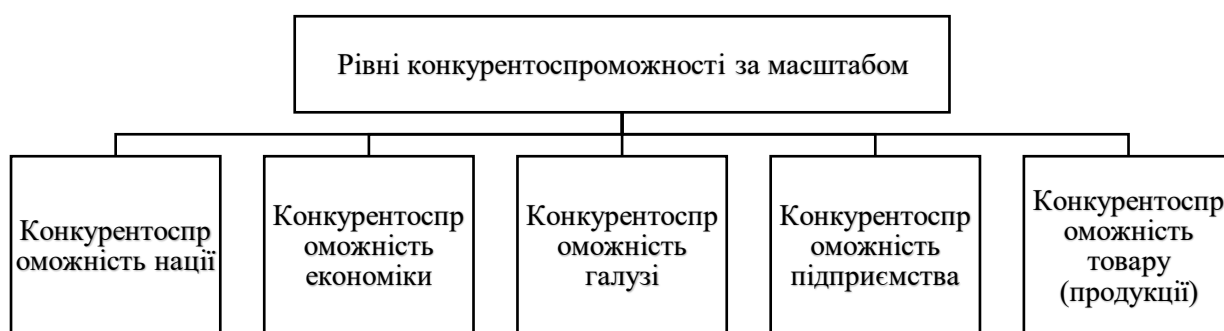 Рівні конкурентоспроможності за масштабом
Конкурентоспр
оможність нації
Конкурентоспр
оможність
економіки
Конкурентоспр
оможність
галузі
Конкурентоспр
оможність
підприємства
Конкурентоспр
оможність
товару
(продукції)